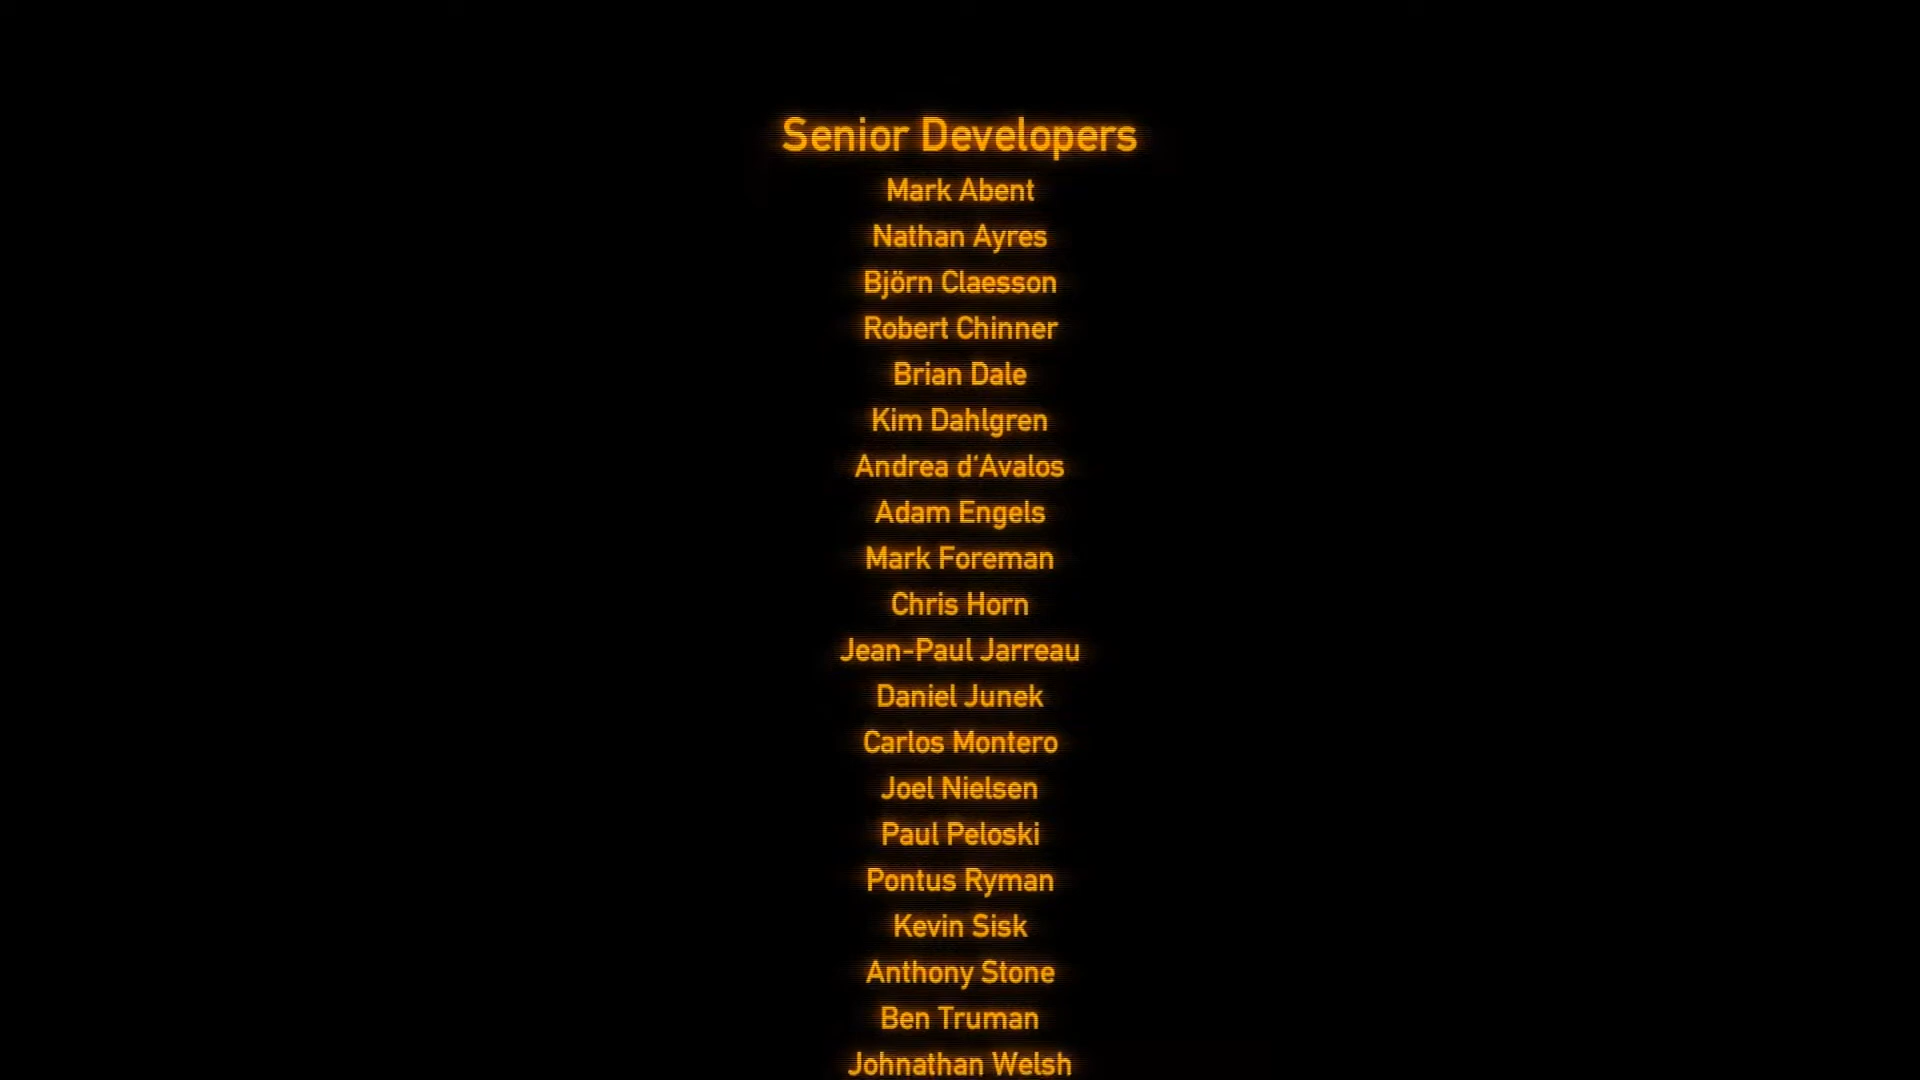 Senior Developers
Mark Abent
Nathan Ayres
Björn Claesson
Robert Chinner
Brian Dale
Kim Dahlgren
Andrea d'Avalos
Adam Engels
Mark Foreman
Chris Horn
Jean-Paul Jarreau
Daniel Junek
Carlos Montero
Joel Nielsen
Paul Peloski
Pontus Ryman
Kevin Sisk
Anthony Stone
Ben Truman
Johnathan Welsh